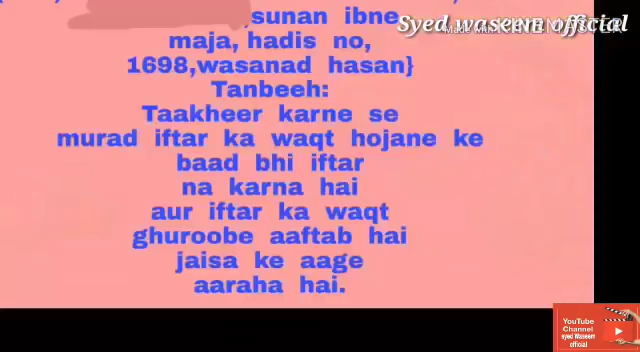 ,sunan ibne
Syed waseem official
maja, hadis no,
1698,wasanad hasan}
Tanbeeh:
Taakheer karne se
murad iftar ka waqt hojane ke
baad bhi iftar
na karna hai
aur iftar ka waqt
ghuroobe aaftab hai
jaisa ke aage
aaraha hai.
YouTube
Channel
syed Waseem
official